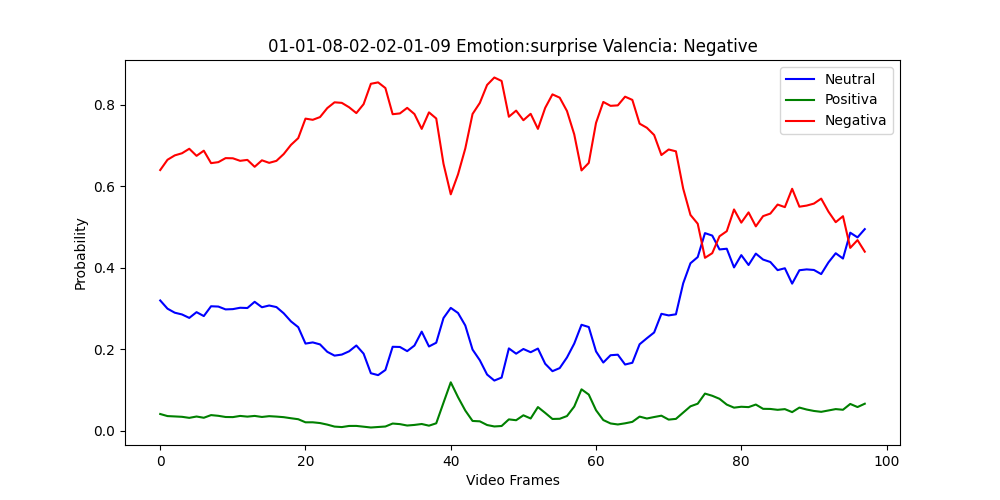 01-01-08-02-02-01-09 Emotion:surprise Valencia: Negative
Neutral
Positiva
Negativa
Probability
0.8
0.6
0.4
0.2
0.0
0 20 40 60 80 100
Video Frames